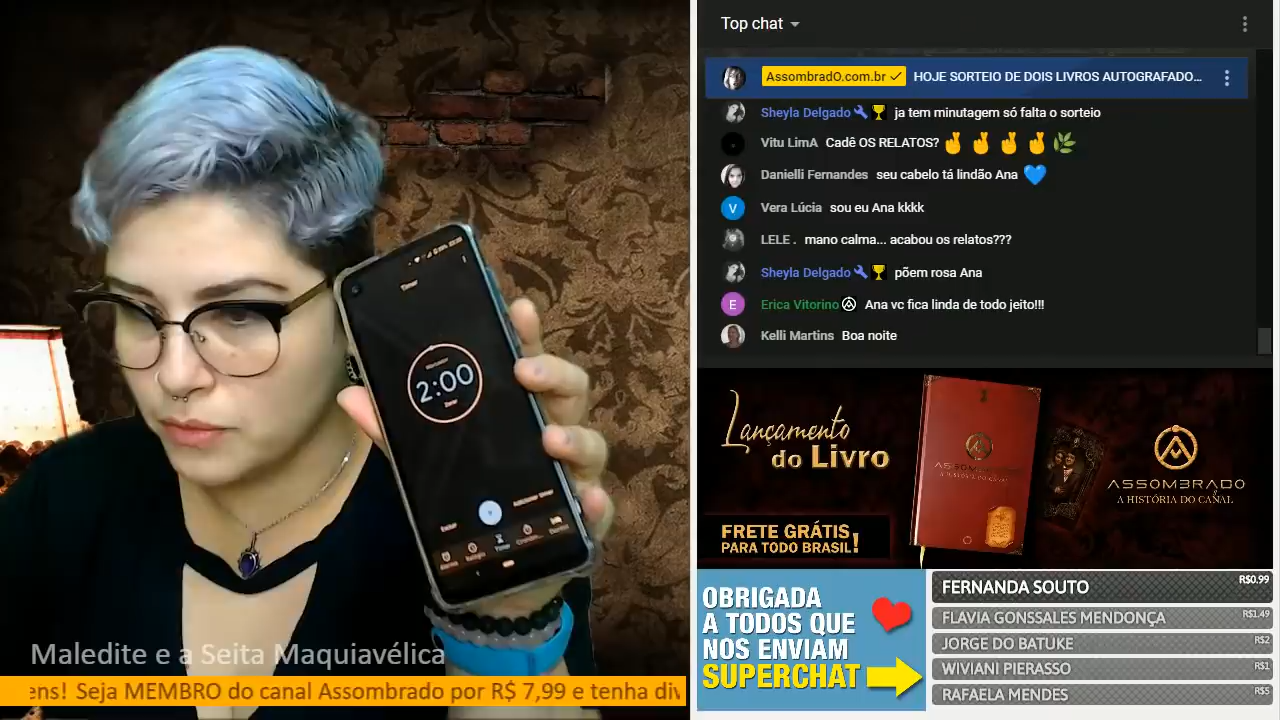 Timer
2:00
Maledite e a Seita Maquiavélica
ens! Seja MEMBRO do canal Assombrado por R$ 7,99 e tenha div
Top chat
AssombradO.com.br HOJE SORTEIO DE DOIS LIVROS AUTOGRAFADO...
Sheyla Delgado ja tem minutagem só falta o sorteio
Vitu LimA Cadê OS RELATOS?
Danielli Fernandes seu cabelo tá lindão Ana
V
Vera Lúcia sou eu Ana kkkk
LELE . mano calma... acabou os relatos???
Sheyla Delgado põem rosa Ana
E
Erica Vitorino Ana vc fica linda de todo jeito!!!
Kelli Martins Boa noite
Lançamento
do Livro
FRETE GRÁTIS
PARA TODO BRASIL!
ASSOMBRADO
A HISTÓRIA DO CANAL
ASSOMBRADO
A HISTÓRIA DO CANAL
OBRIGADA
A TODOS QUE
NOS ENVIAM
SUPERCHAT
FERNANDA SOUTO R$0.99
FLAVIA GONSSALES MENDONÇA R$1.49
JORGE DO BATUKE R$2
WIVIANI PIERASSO R$1
RAFAELA MENDES R$5